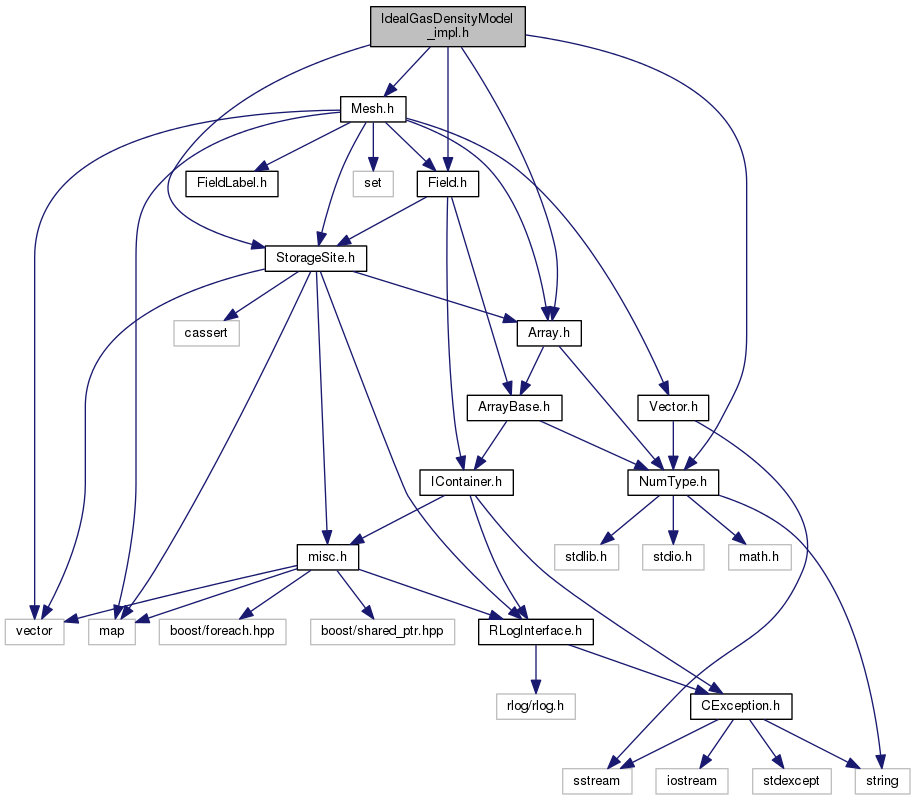 IdealGasDensityModel
_impl.h
Mesh.h
FieldLabel.h
set
Field.h
StorageSite.h
cassert
Array.h
ArrayBase.h
Vector.h
IContainer.h
NumType.h
misc.h
stdlib.h
stdio.h
math.h
vector
map
boost/foreach.hpp
boost/shared_ptr.hpp
RLogInterface.h
rlog/rlog.h
CException.h
sstream
iostream
stdexcept
string